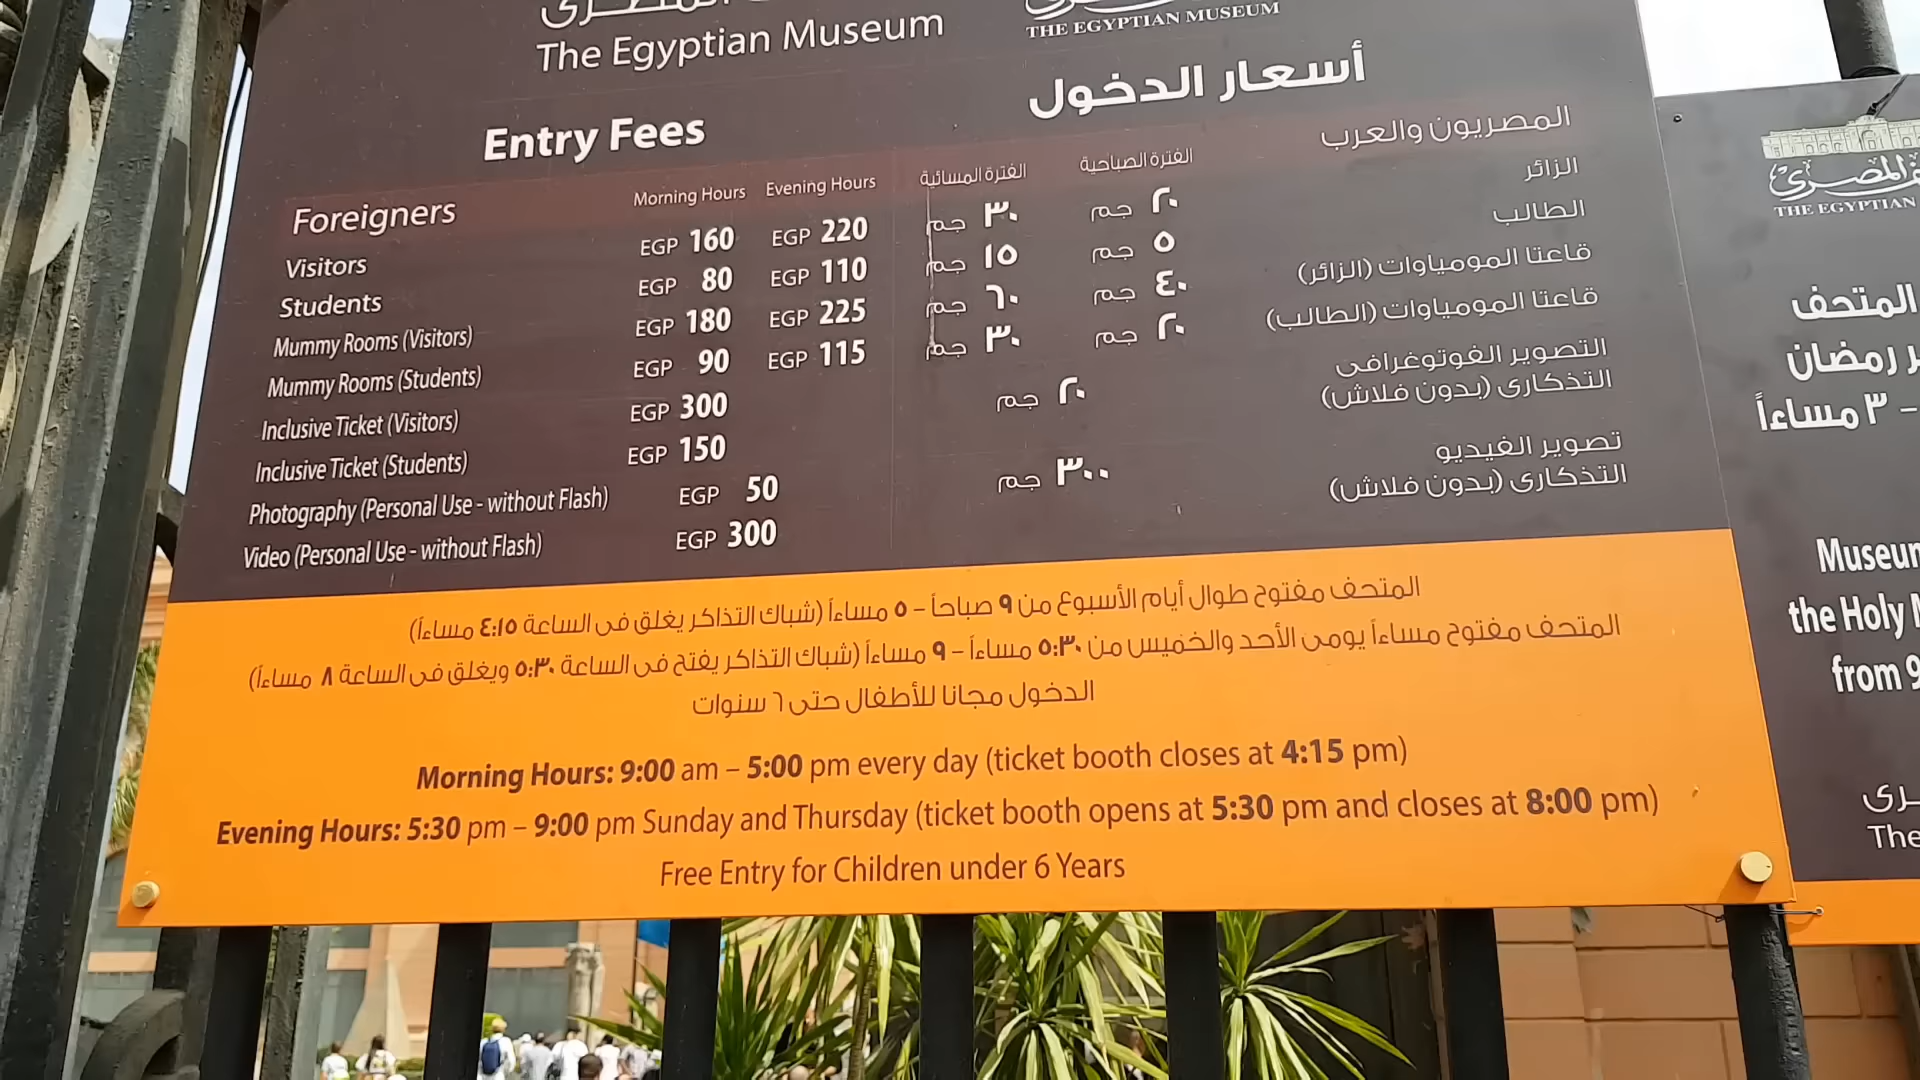 The Egyptian Museum
THE EGYPTIAN MUSEUM
أسعار الدخول
Entry Fees
Morning Hours Evening Hours
Foreigners
Visitors EGP 160 EGP 220
Students EGP 80 EGP 110
Mummy Rooms (Visitors) EGP 180 EGP 225
Mummy Rooms (Students) EGP 90 EGP 115
Inclusive Ticket (Visitors) EGP 300
Inclusive Ticket (Students) EGP 150
Photography (Personal Use - without Flash) EGP 50
Video (Personal Use - without Flash) EGP 300
المصريون والعرب
الفترة الصباحية الفترة المسائية
الزائر ٢٠ جم ٣٠ جم
الطالب ٥ جم ١٥ جم
قاعتا المومياوات (الزائر) ٤٠ جم ٦٠ جم
قاعتا المومياوات (الطالب) ٢٠ جم ٣٠ جم
التصوير الفوتوغرافى
التذكارى (بدون فلاش) ٢٠ جم
تصوير الفيديو
التذكارى (بدون فلاش) ٣٠٠ جم
المتحف مفتوح طوال أيام الأسبوع من ٩ صباحاً - ٥ مساءاً (شباك التذاكر يغلق فى الساعة ٤:١٥ مساءاً)
المتحف مفتوح مساءاً يومى الأحد والخميس من ٥:٣٠ مساءاً - ٩ مساءاً (شباك التذاكر يفتح فى الساعة ٥:٣٠ ويغلق فى الساعة ٨ مساءاً)
الدخول مجانا للأطفال حتى ٦ سنوات
Morning Hours: 9:00 am – 5:00 pm every day (ticket booth closes at 4:15 pm)
Evening Hours: 5:30 pm – 9:00 pm Sunday and Thursday (ticket booth opens at 5:30 pm and closes at 8:00 pm)
Free Entry for Children under 6 Years
THE EGYPTIAN
المتحف
رمضان
- ٣ مساءاً
the Holy
from 9
The